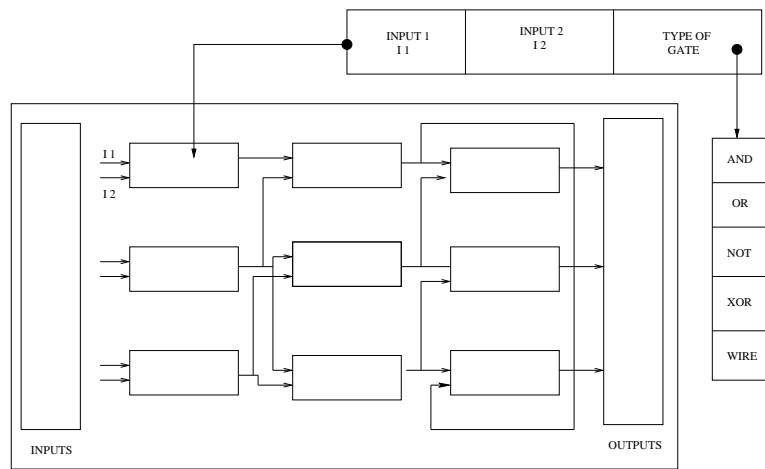 INPUT 1
I 1
INPUT 2
I 2
TYPE OF
GATE
I 1
I 2
AND
OR
NOT
XOR
WIRE
INPUTS
OUTPUTS